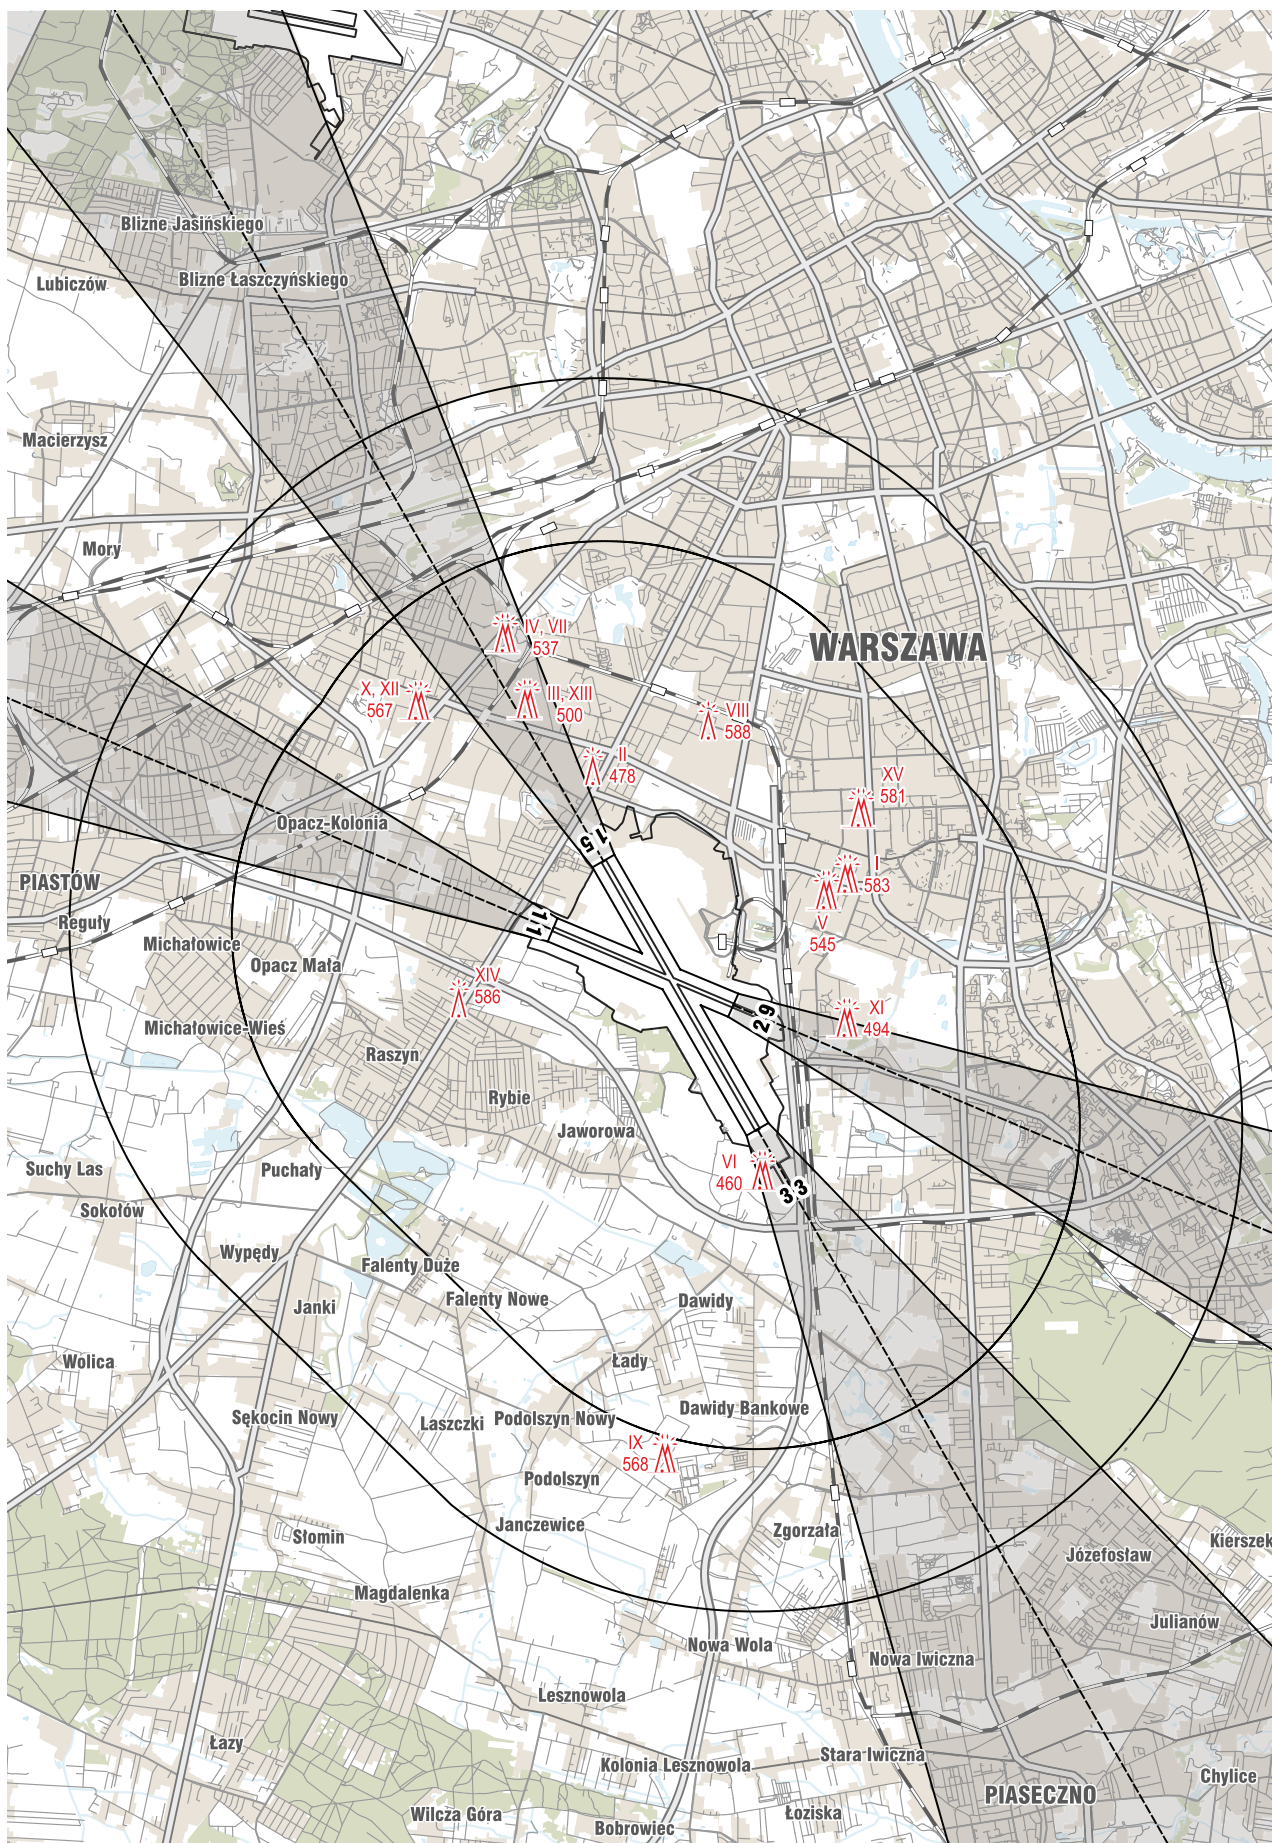 Blizne Jasińskiego
Lubiczów
Blizne Łaszczyńskiego
Macierzysz
Mory
WARSZAWA
IV, VII
537
X, XII
567
III, XIII
500
VIII
588
II
478
XV
581
Opacz-Kolonia
15
PIASTÓW
I
583
Reguły
11
V
545
Michałowice
Opacz Mała
XIV
586
Michałowice-Wieś
29
XI
494
Raszyn
Rybie
Jaworowa
Suchy Las
Puchały
VI
460
33
Sokołów
Wypędy
Falenty Duże
Falenty Nowe
Janki
Dawidy
Wolica
Łady
Sękocin Nowy
Laszczki
Podolszyn Nowy
Dawidy Bankowe
IX
568
Podolszyn
Słomin
Janczewice
Zgorzała
Kierszek
Józefosław
Magdalenka
Julianów
Nowa Wola
Nowa Iwiczna
Lesznowola
Łazy
Kolonia Lesznowola
Stara Iwiczna
Chylice
PIASECZNO
Wilcza Góra
Łoziska
Bobrowiec